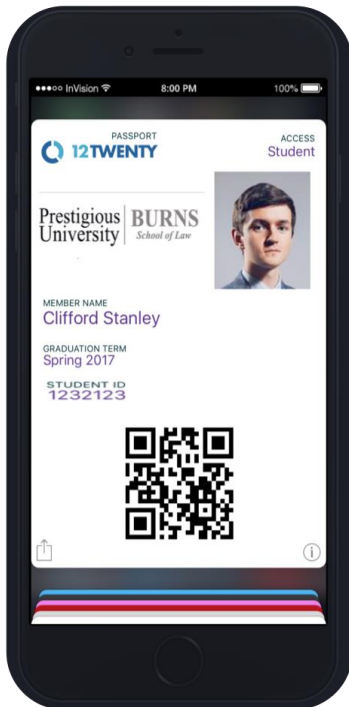 ●●●○○ InVision 8:00 PM 100%
PASSPORT
12TWENTY
ACCESS
Student
Prestigious University
BURNS
School of Law
MEMBER NAME
Clifford Stanley
GRADUATION TERM
Spring 2017
STUDENT ID
1232123